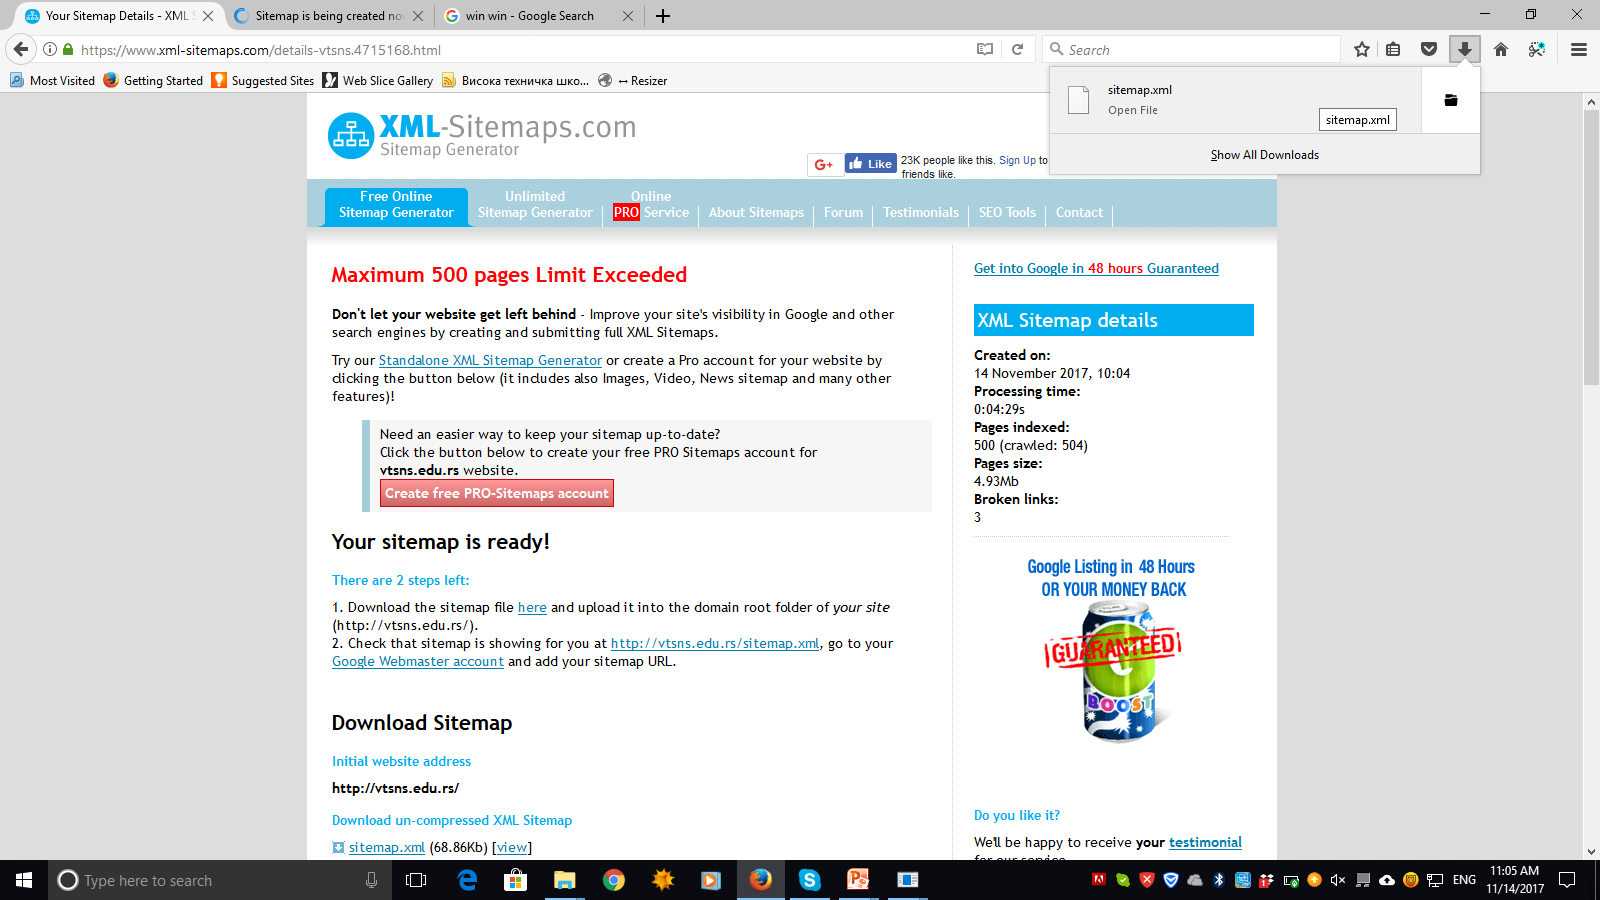 Your Sitemap Details - XML S
Sitemap is being created no
win win - Google Search
https://www.xml-sitemaps.com/details-vtsns.4715168.html
Search
Most Visited
Getting Started
Suggested Sites
Web Slice Gallery
Висока техничка шко...
↔ Resizer
sitemap.xml
Open File
sitemap.xml
Show All Downloads
XML-Sitemaps.com
Sitemap Generator
G+
Like
23K people like this. Sign Up to
friends like.
Free Online
Sitemap Generator
Unlimited
Sitemap Generator
Online
PRO Service
About Sitemaps
Forum
Testimonials
SEO Tools
Contact
Maximum 500 pages Limit Exceeded
Don't let your website get left behind - Improve your site's visibility in Google and other
search engines by creating and submitting full XML Sitemaps.
Try our Standalone XML Sitemap Generator or create a Pro account for your website by
clicking the button below (it includes also Images, Video, News sitemap and many other
features)!
Need an easier way to keep your sitemap up-to-date?
Click the button below to create your free PRO Sitemaps account for
vtsns.edu.rs website.
Create free PRO-Sitemaps account
Your sitemap is ready!
There are 2 steps left:
1. Download the sitemap file here and upload it into the domain root folder of your site
(http://vtsns.edu.rs/).
2. Check that sitemap is showing for you at http://vtsns.edu.rs/sitemap.xml, go to your
Google Webmaster account and add your sitemap URL.
Download Sitemap
Initial website address
http://vtsns.edu.rs/
Download un-compressed XML Sitemap
sitemap.xml (68.86Kb) [view]
Get into Google in 48 hours Guaranteed
XML Sitemap details
Created on:
14 November 2017, 10:04
Processing time:
0:04:29s
Pages indexed:
500 (crawled: 504)
Pages size:
4.93Mb
Broken links:
3
Google Listing in 48 Hours
OR YOUR MONEY BACK
GUARANTEED
BOOST
Do you like it?
We'll be happy to receive your testimonial
for our service
Type here to search
ENG
11:05 AM
11/14/2017